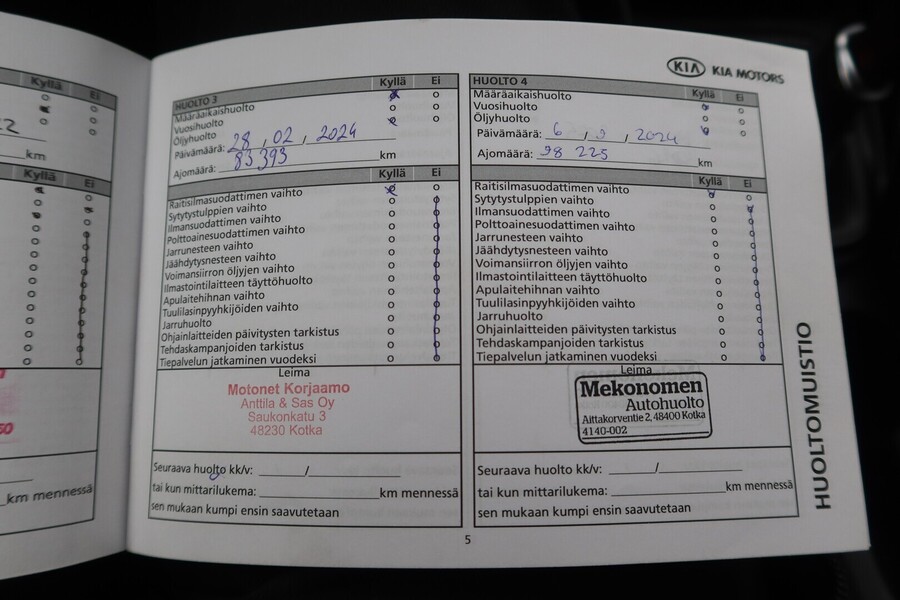 Kyllä
Ei
km
Kyllä
Ei
km mennessä
HUOLTO 3
Kyllä
Ei
Määräaikaishuolto
Vuosihuolto
Öljyhuolto
Päivämäärä: 28, 02, 2024
Ajomäärä: 83 393 km
Kyllä
Ei
Raitisilmasuodattimen vaihto
Sytytystulppien vaihto
Ilmansuodattimen vaihto
Polttoainesuodattimen vaihto
Jarrunesteen vaihto
Jäähdytysnesteen vaihto
Voimansiirron öljyjen vaihto
Ilmastointilaitteen täyttöhuolto
Apulaitehihnan vaihto
Tuulilasinpyyhkijöiden vaihto
Jarruhuolto
Ohjainlaitteiden päivitysten tarkistus
Tehdaskampanjoiden tarkistus
Tiepalvelun jatkaminen vuodeksi
Leima
Motonet Korjaamo
Anttila & Sas Oy
Saukonkatu 3
48230 Kotka
Seuraava huolto kk/v: /
tai kun mittarilukema: km mennessä
sen mukaan kumpi ensin saavutetaan
KIA KIA MOTORS
HUOLTO 4
Kyllä
Ei
Määräaikaishuolto
Vuosihuolto
Öljyhuolto
Päivämäärä: 6, 9, 2024
Ajomäärä: 98 225 km
Kyllä
Ei
Raitisilmasuodattimen vaihto
Sytytystulppien vaihto
Ilmansuodattimen vaihto
Polttoainesuodattimen vaihto
Jarrunesteen vaihto
Jäähdytysnesteen vaihto
Voimansiirron öljyjen vaihto
Ilmastointilaitteen täyttöhuolto
Apulaitehihnan vaihto
Tuulilasinpyyhkijöiden vaihto
Jarruhuolto
Ohjainlaitteiden päivitysten tarkistus
Tehdaskampanjoiden tarkistus
Tiepalvelun jatkaminen vuodeksi
Leima
Mekonomen
Autohuolto
Aittakorventie 2, 48400 Kotka
4140-002
Seuraava huolto kk/v: /
tai kun mittarilukema: km mennessä
sen mukaan kumpi ensin saavutetaan
HUOLTOMUISTIO
5